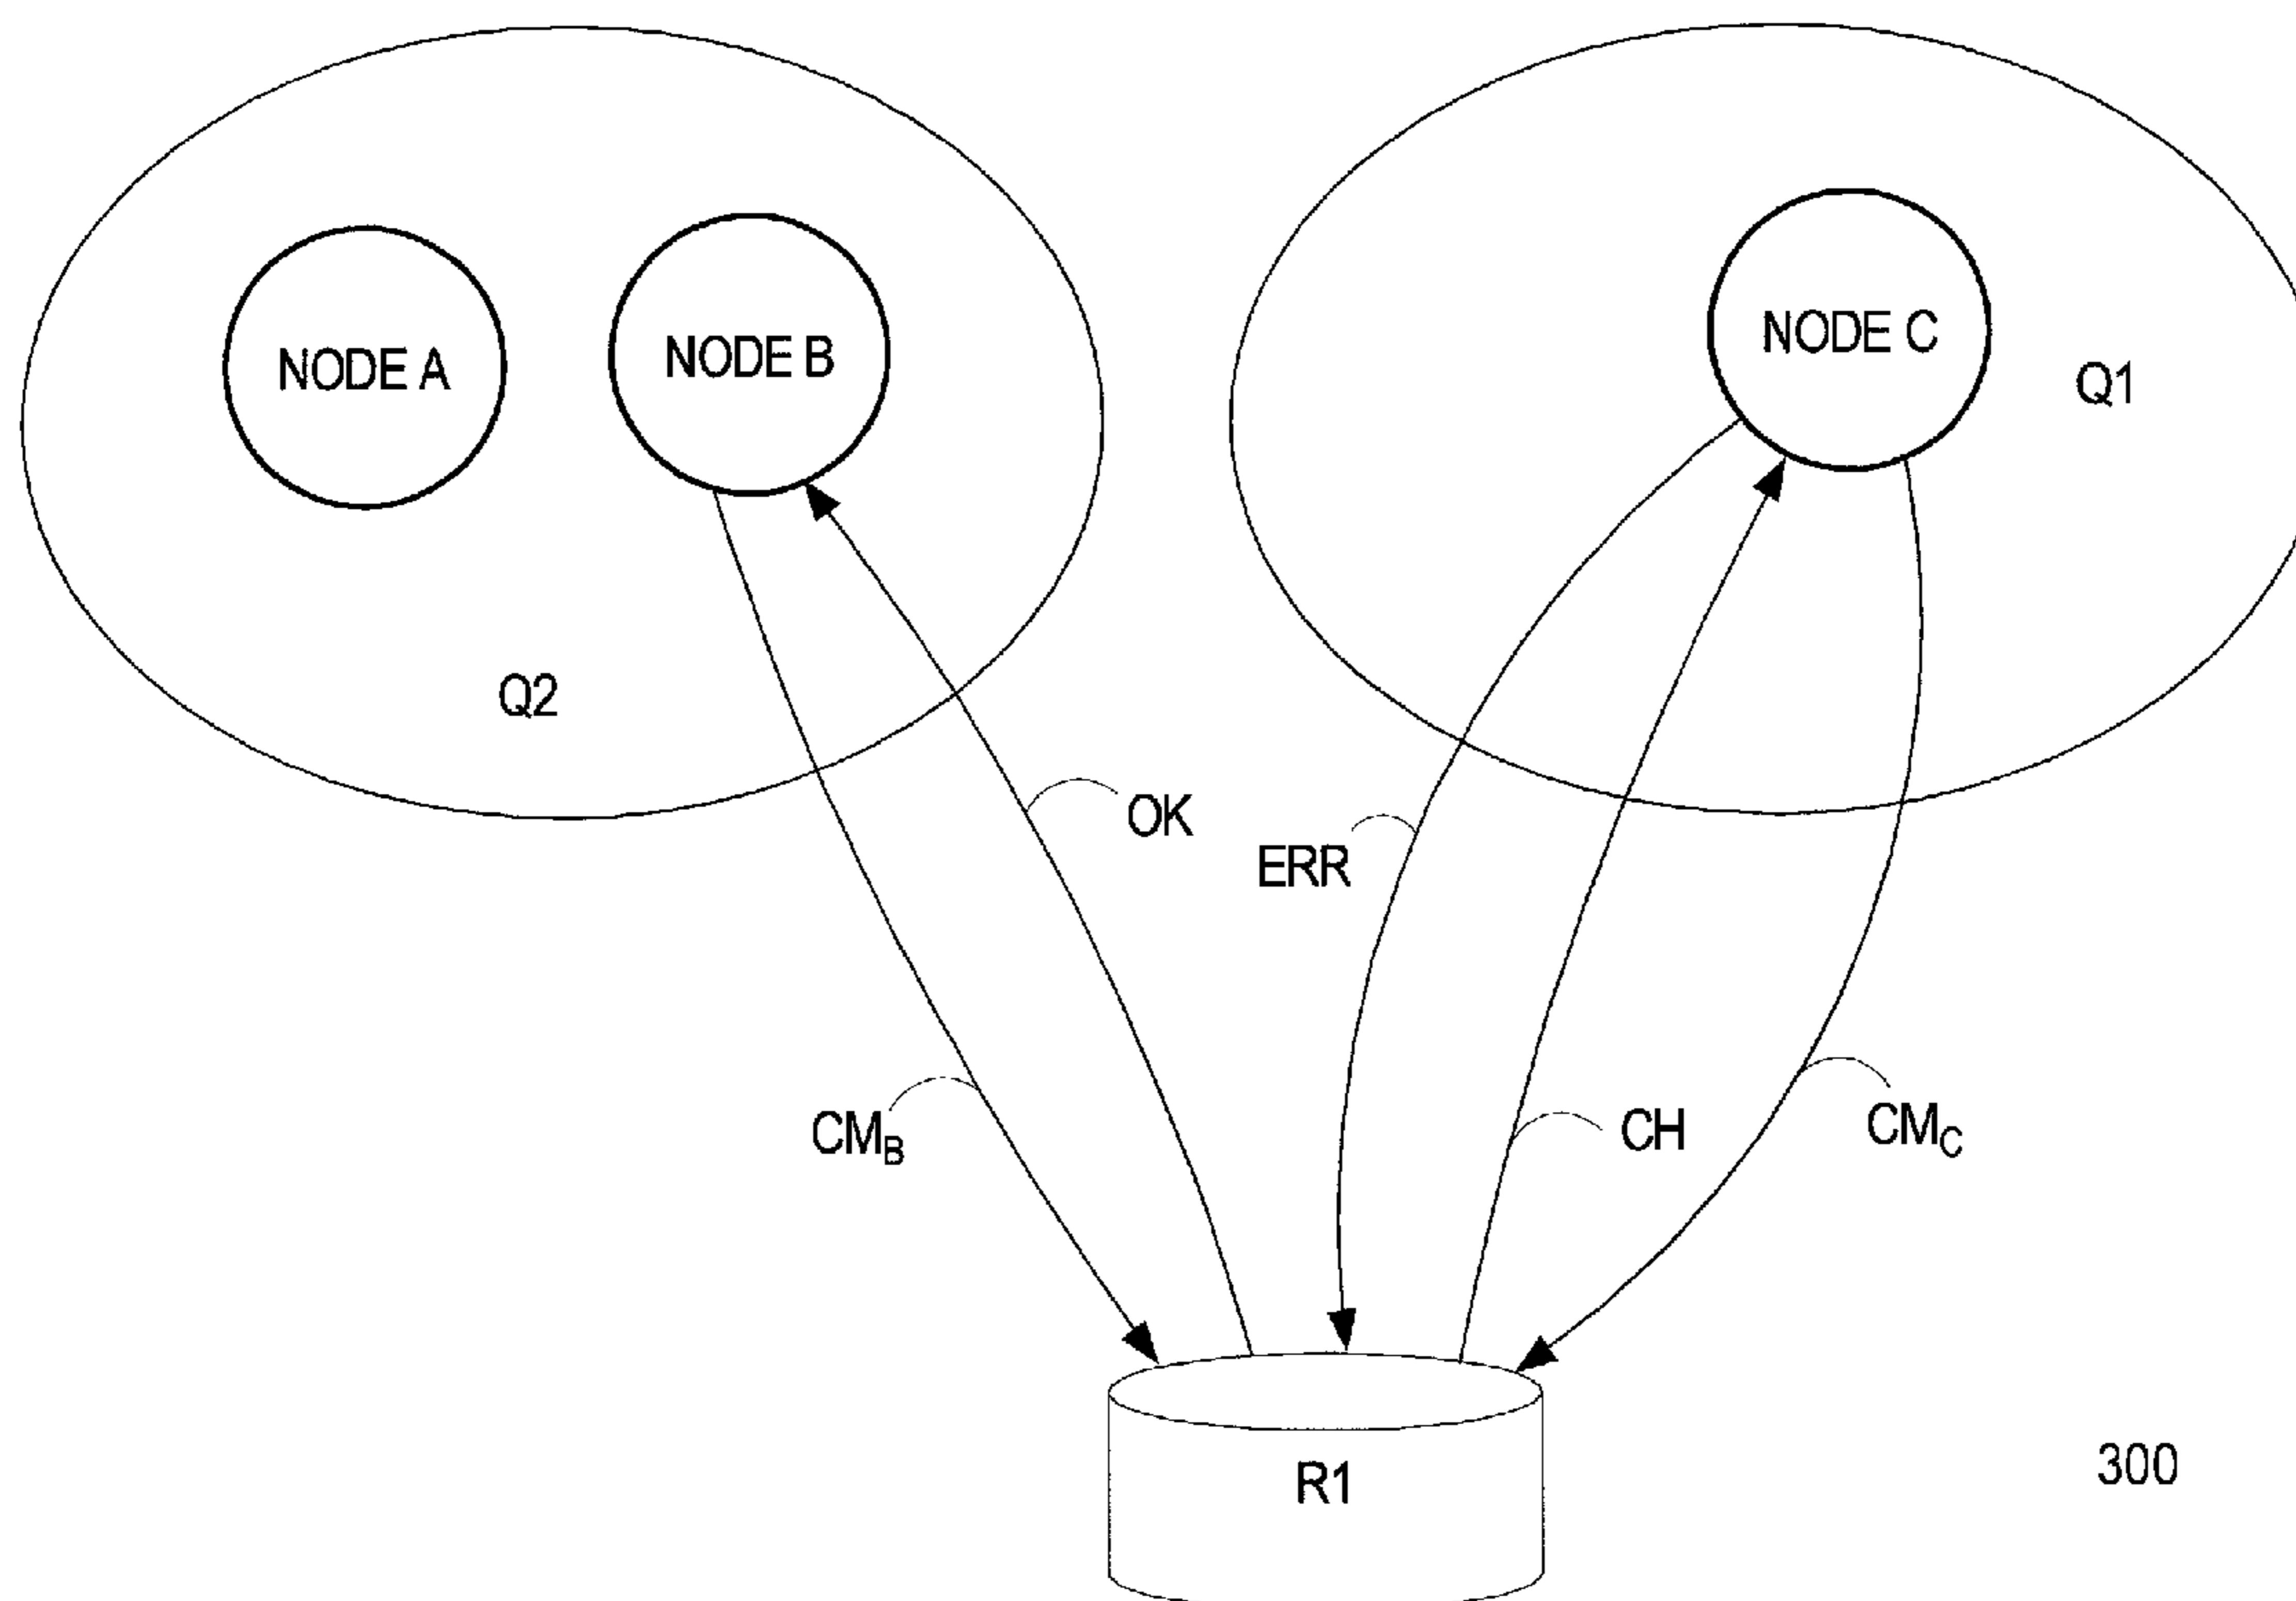 NODE A
NODE B
NODE C
Q1
Q2
OK
ERR
CM_B
CH
CM_C
R1
300